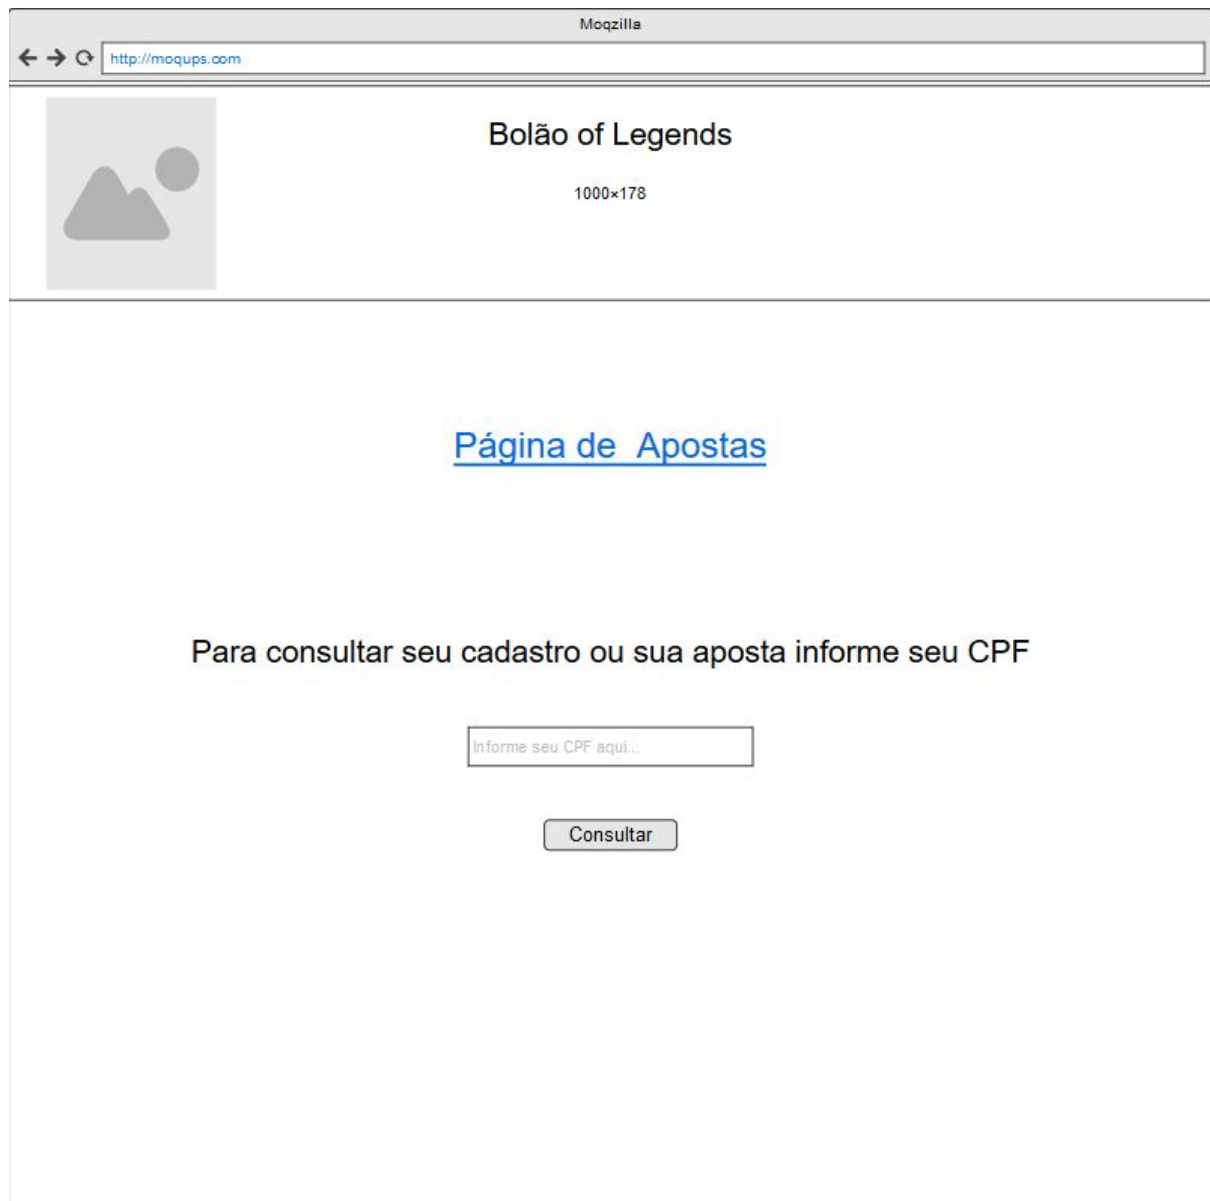 Moqzilla
http://moqups.com
Bolão of Legends
1000×178
Página de  Apostas
Para consultar seu cadastro ou sua aposta informe seu CPF
Informe seu CPF aqui...
Consultar